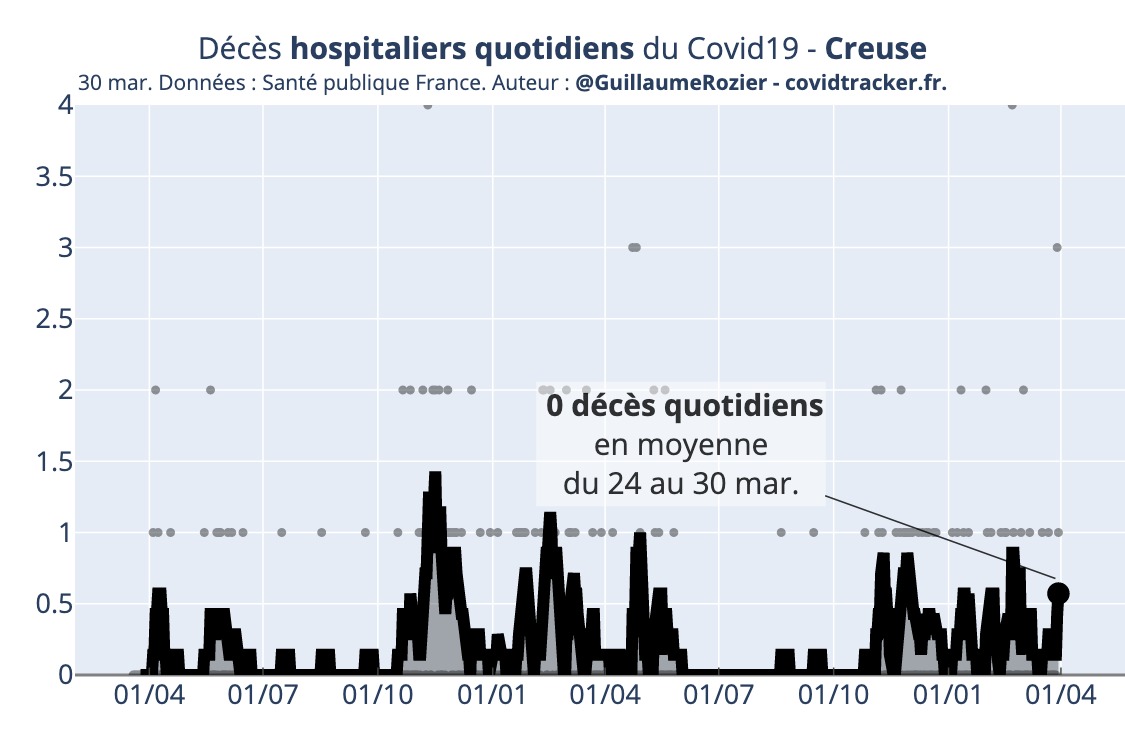 Décès hospitaliers quotidiens du Covid19 - Creuse
30 mar. Données : Santé publique France. Auteur : @GuillaumeRozier - covidtracker.fr.
4
3.5
3
2.5
2
1.5
1
0.5
0
0 décès quotidiens
en moyenne
du 24 au 30 mar.
01/04 01/07 01/10 01/01 01/04 01/07 01/10 01/01 01/04